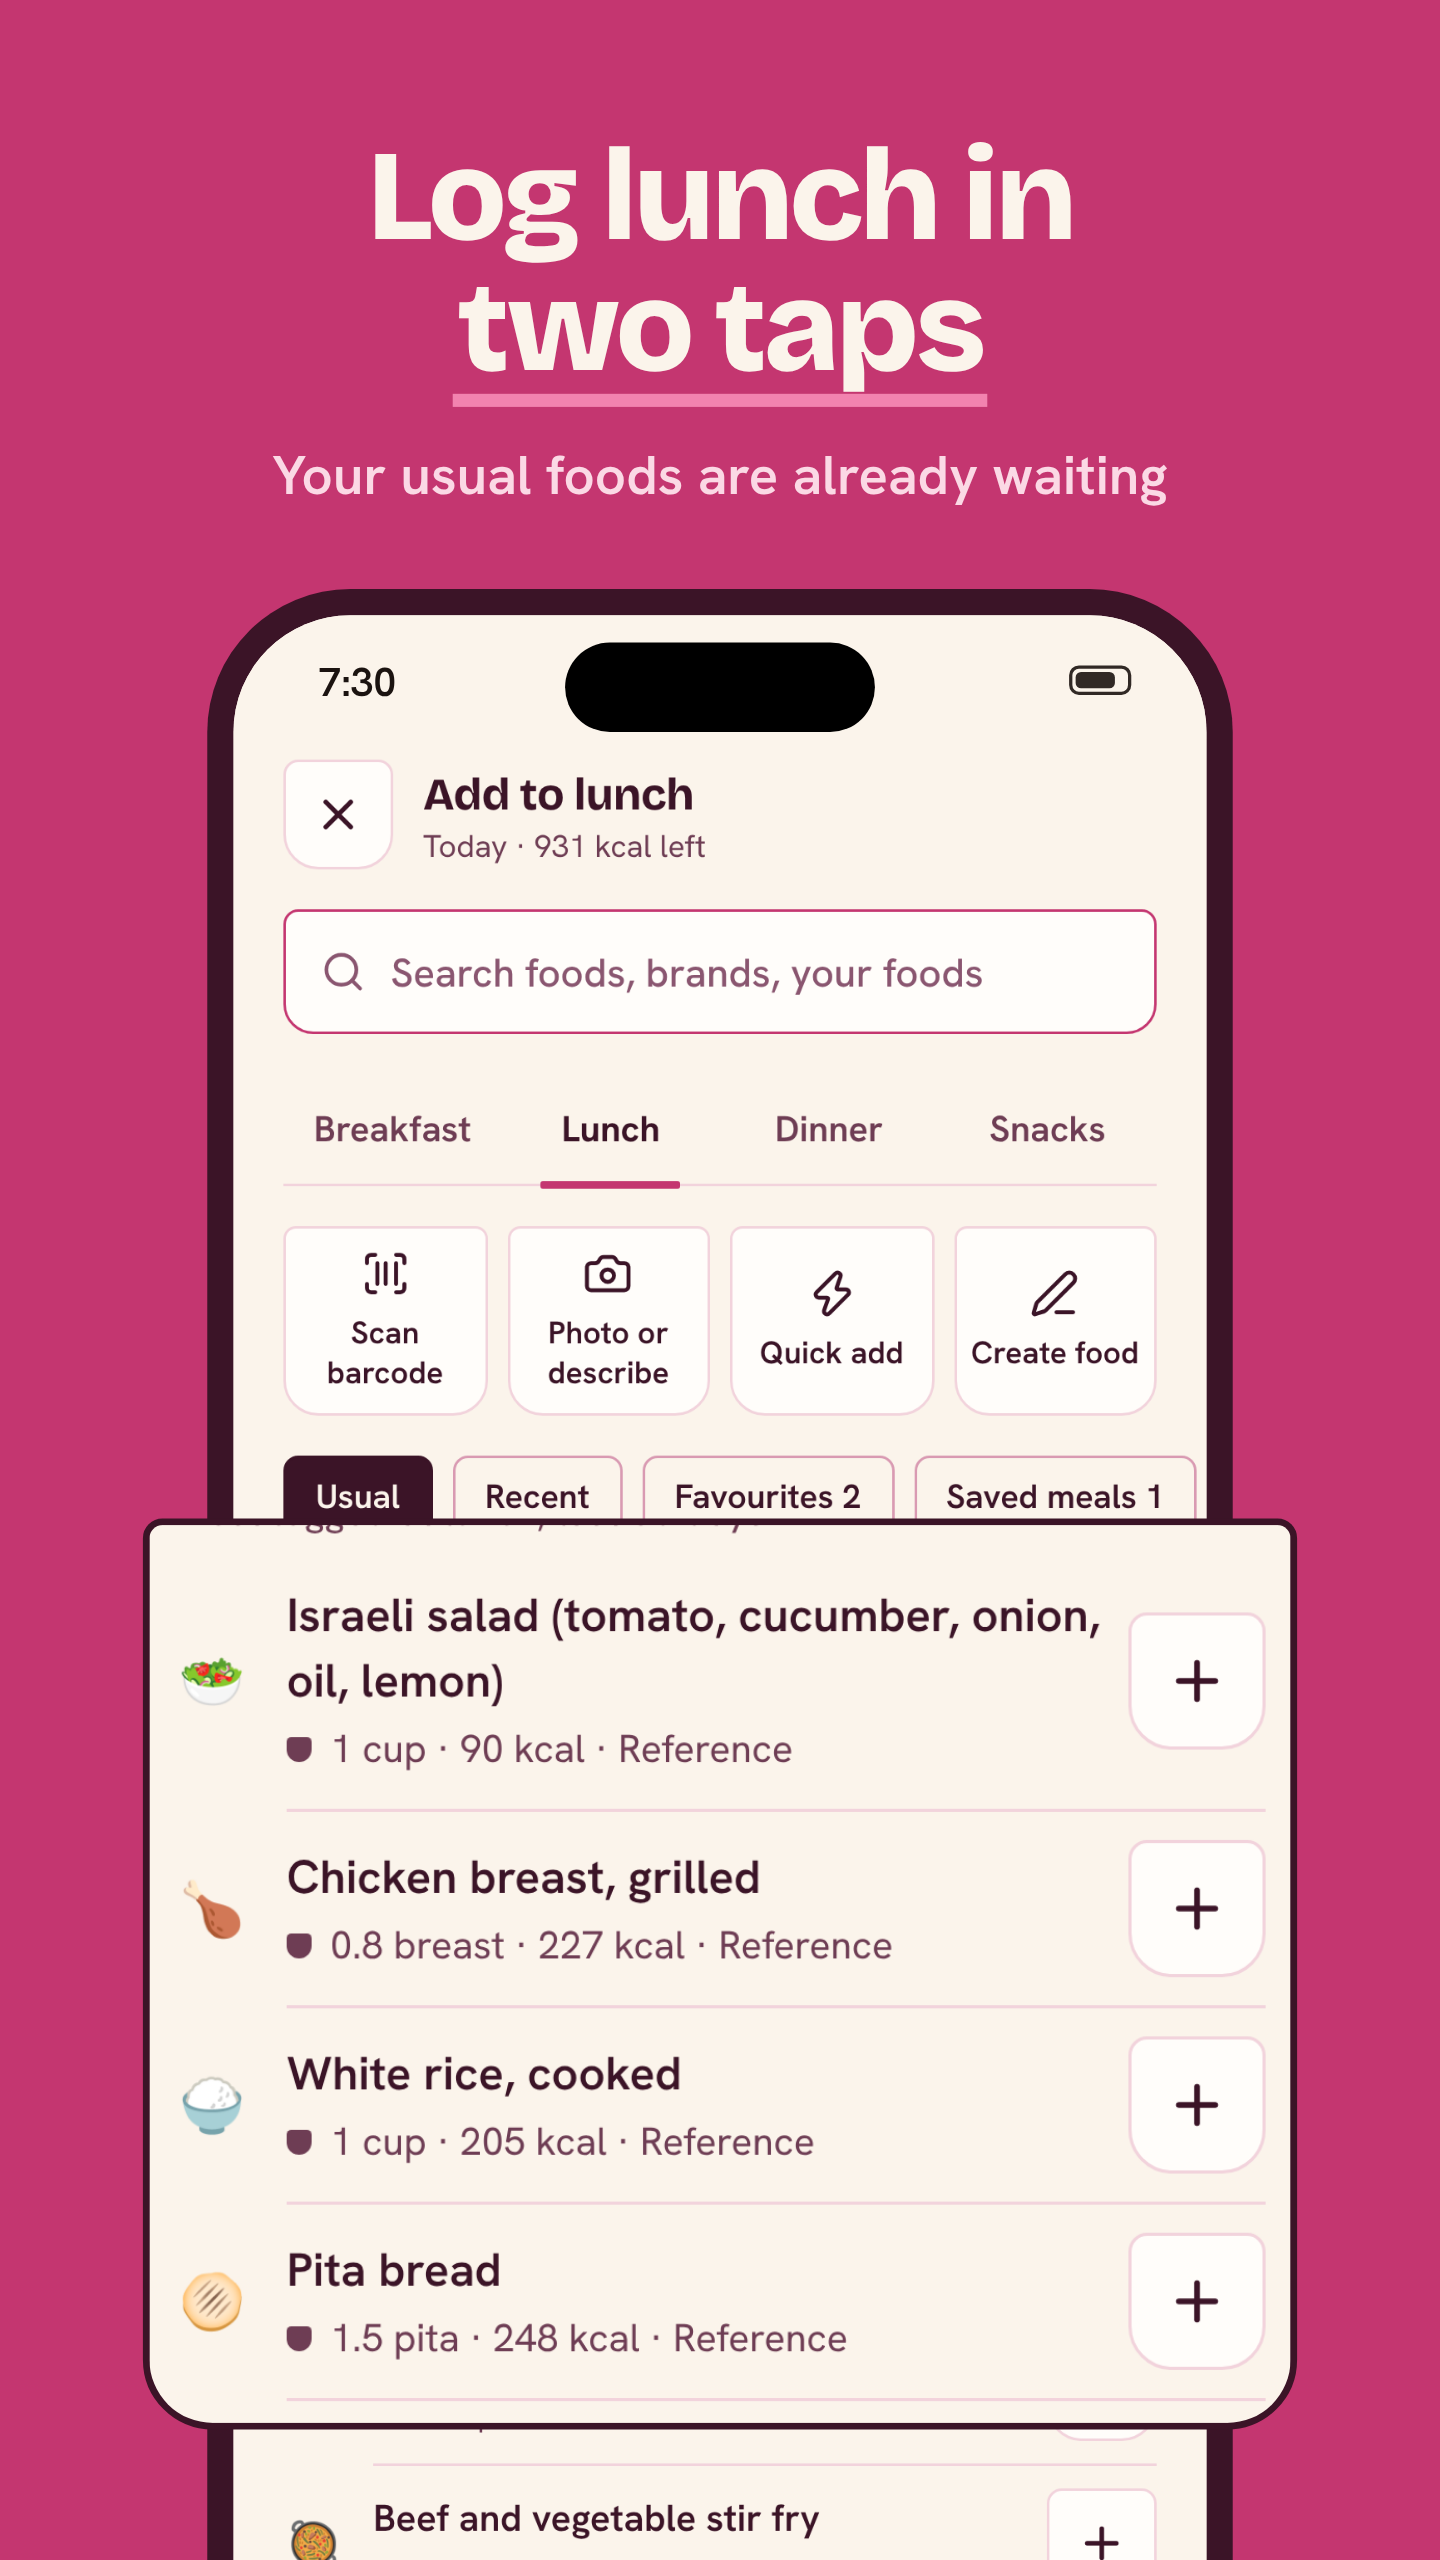 Log lunch in
two taps
Your usual foods are already waiting
7:30
Add to lunch
Today · 931 kcal left
Search foods, brands, your foods
Breakfast Lunch Dinner Snacks
Scan barcode
Photo or describe
Quick add
Create food
Usual Recent Favourites 2 Saved meals 1
Israeli salad (tomato, cucumber, onion,
oil, lemon)
1 cup · 90 kcal · Reference
Chicken breast, grilled
0.8 breast · 227 kcal · Reference
White rice, cooked
1 cup · 205 kcal · Reference
Pita bread
1.5 pita · 248 kcal · Reference
Beef and vegetable stir fry